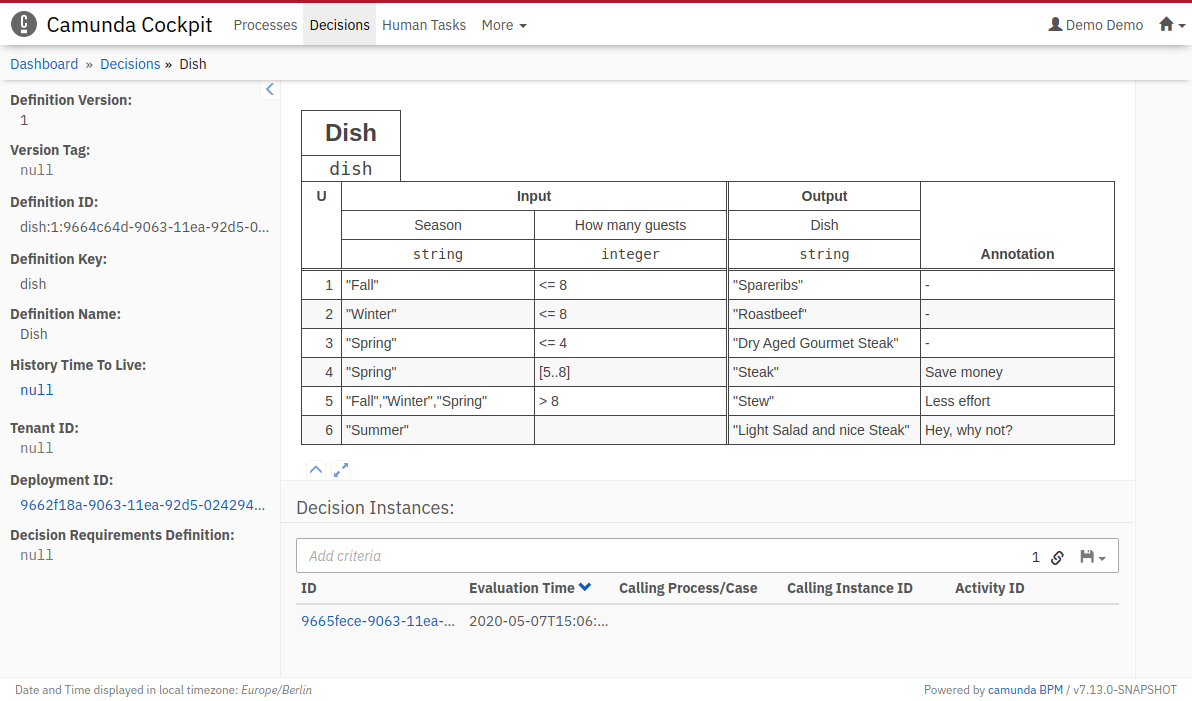 Camunda Cockpit Processes Decisions Human Tasks More Demo Demo
Dashboard » Decisions » Dish
Definition Version:
1
Version Tag:
null
Definition ID:
dish:1:9664c64d-9063-11ea-92d5-0...
Definition Key:
dish
Definition Name:
Dish
History Time To Live:
null
Tenant ID:
null
Deployment ID:
9662f18a-9063-11ea-92d5-024294...
Decision Requirements Definition:
null
Dish
dish
U Input Output
Season How many guests Dish
string integer string Annotation
1 "Fall" <= 8 "Spareribs" -
2 "Winter" <= 8 "Roastbeef" -
3 "Spring" <= 4 "Dry Aged Gourmet Steak" -
4 "Spring" [5..8] "Steak" Save money
5 "Fall","Winter","Spring" > 8 "Stew" Less effort
6 "Summer" "Light Salad and nice Steak" Hey, why not?
Decision Instances:
Add criteria 1
ID Evaluation Time Calling Process/Case Calling Instance ID Activity ID
9665fece-9063-11ea-... 2020-05-07T15:06:...
Date and Time displayed in local timezone: Europe/Berlin Powered by camunda BPM / v7.13.0-SNAPSHOT